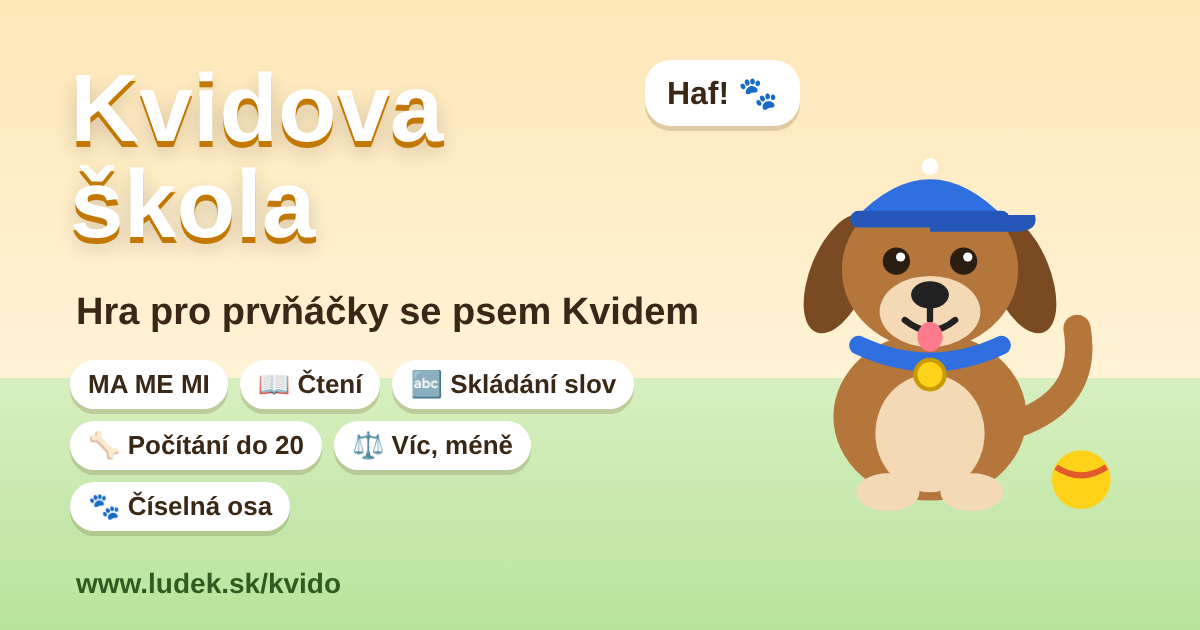 Kvidova
škola
Haf! 🐾
Hra pro prvňáčky se psem Kvidem
MA ME MI
📖 Čtení
🔤 Skládání slov
🦴 Počítání do 20
⚖️ Víc, méně
🐾 Číselná osa
www.ludek.sk/kvido